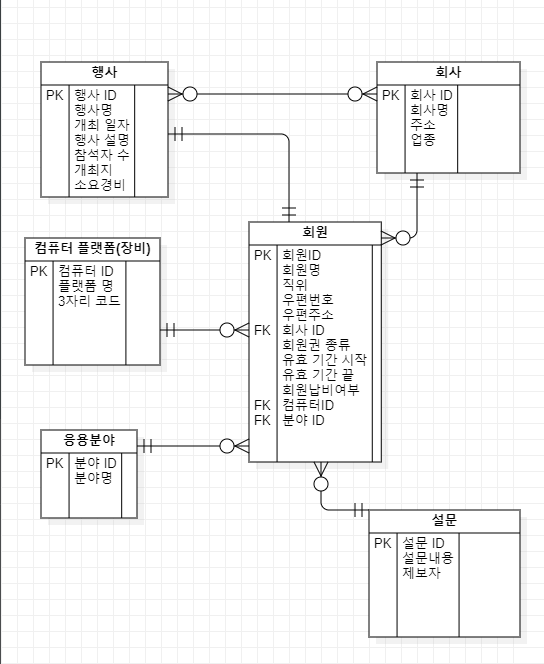 행사
PK 행사 ID
행사명
개최 일자
행사 설명
참석자 수
개최지
소요경비
회사
PK 회사 ID
회사명
주소
업종
컴퓨터 플랫폼(장비)
PK 컴퓨터 ID
플랫폼 명
3자리 코드
회원
PK 회원ID
회원명
직위
우편번호
우편주소
FK 회사 ID
회원권 종류
유효 기간 시작
유효 기간 끝
회원납비여부
FK 컴퓨터ID
FK 분야 ID
응용분야
PK 분야 ID
분야명
설문
PK 설문 ID
설문내용
제보자